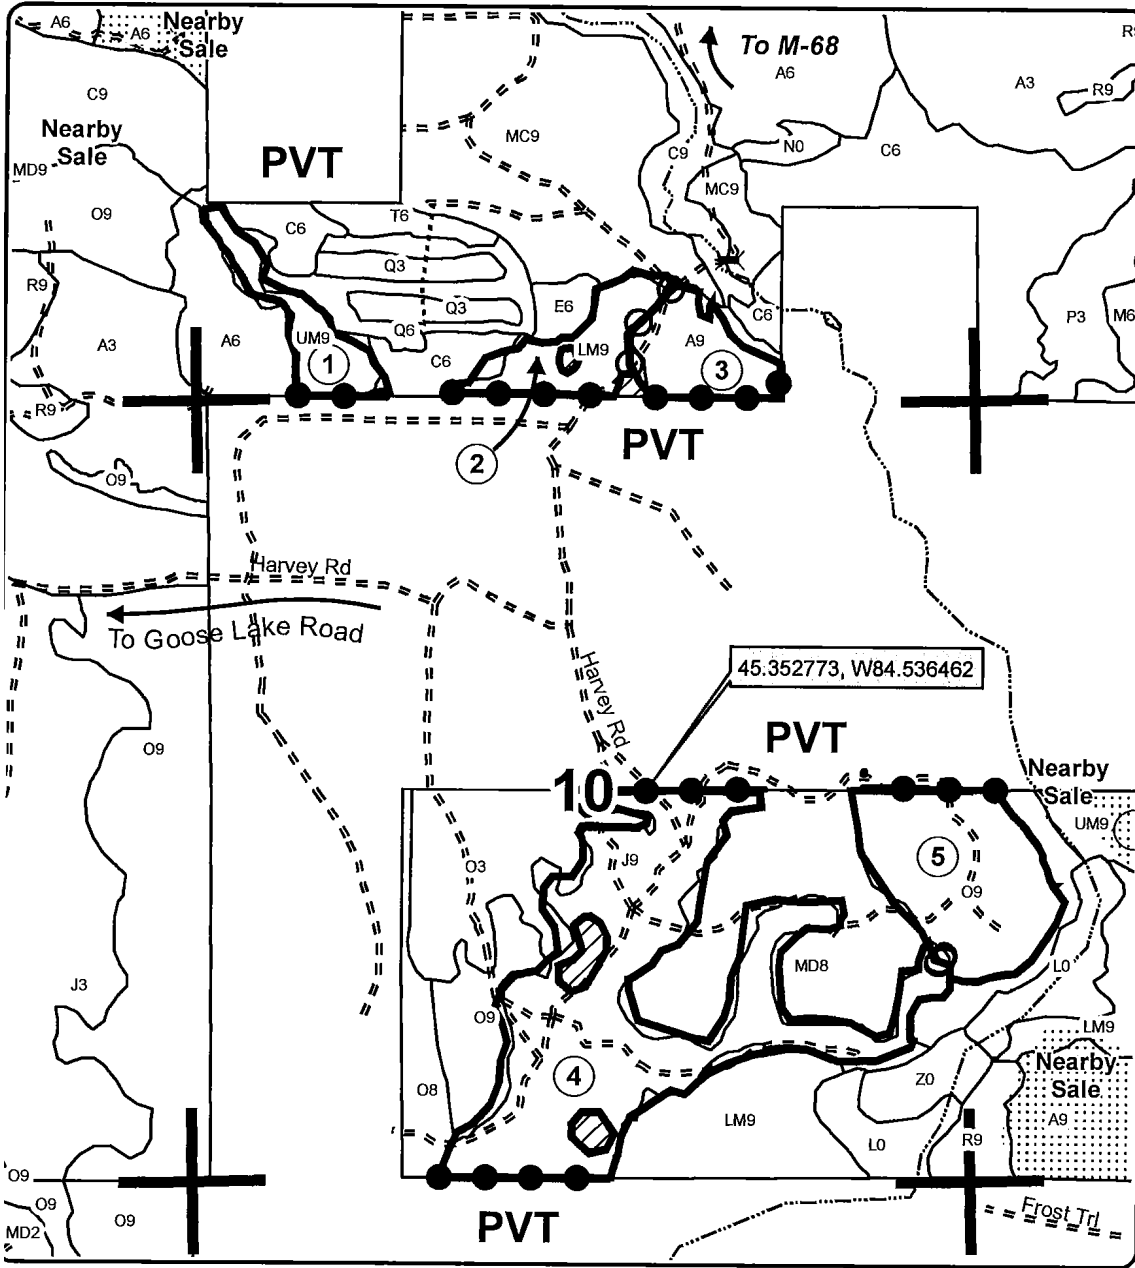 A6
A6
Nearby
Sale
To M-68
A6
A3
R9
C9
Nearby
Sale
PVT
MC9
C9
N0
C6
MD9
MC9
O9
C6
T6
Q3
R9
E6
Q3
C6
P3
M6
A3
A6
UM9
Q6
C6
LM9
A9
1
3
R9
PVT
2
O9
Harvey Rd
To Goose Lake Road
Harvey Rd
45.352773, W84.536462
O9
PVT
10
Nearby
Sale
UM9
O3
J9
5
O9
J3
MD8
L0
O9
LM9
4
Nearby
Sale
O8
Z0
LM9
A9
L0
R9
O9
O9
O9
MD2
PVT
Frost Trl